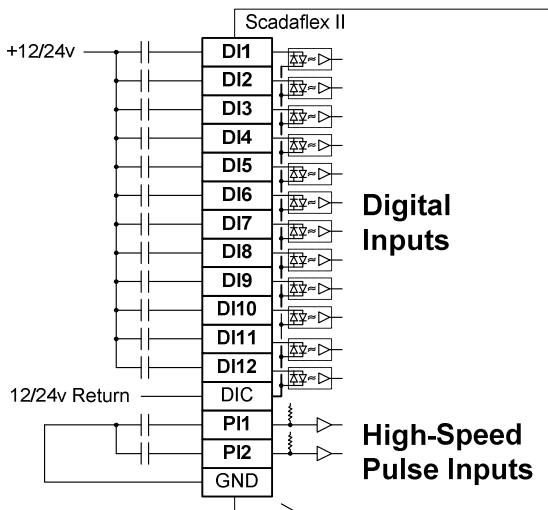 Scadaflex II
+12/24v
DI1
DI2
DI3
DI4
DI5
DI6
DI7
DI8
DI9
DI10
DI11
DI12
Digital
Inputs
12/24v Return
DIC
PI1
PI2
GND
High-Speed
Pulse Inputs